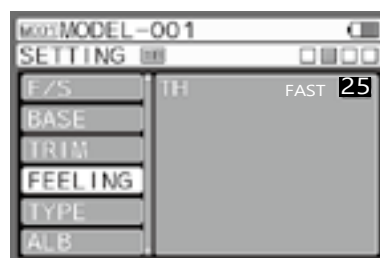 MODEL-001
SETTING
E/S
BASE
TRIM
FEELING
TYPE
ALB
TH FAST 25